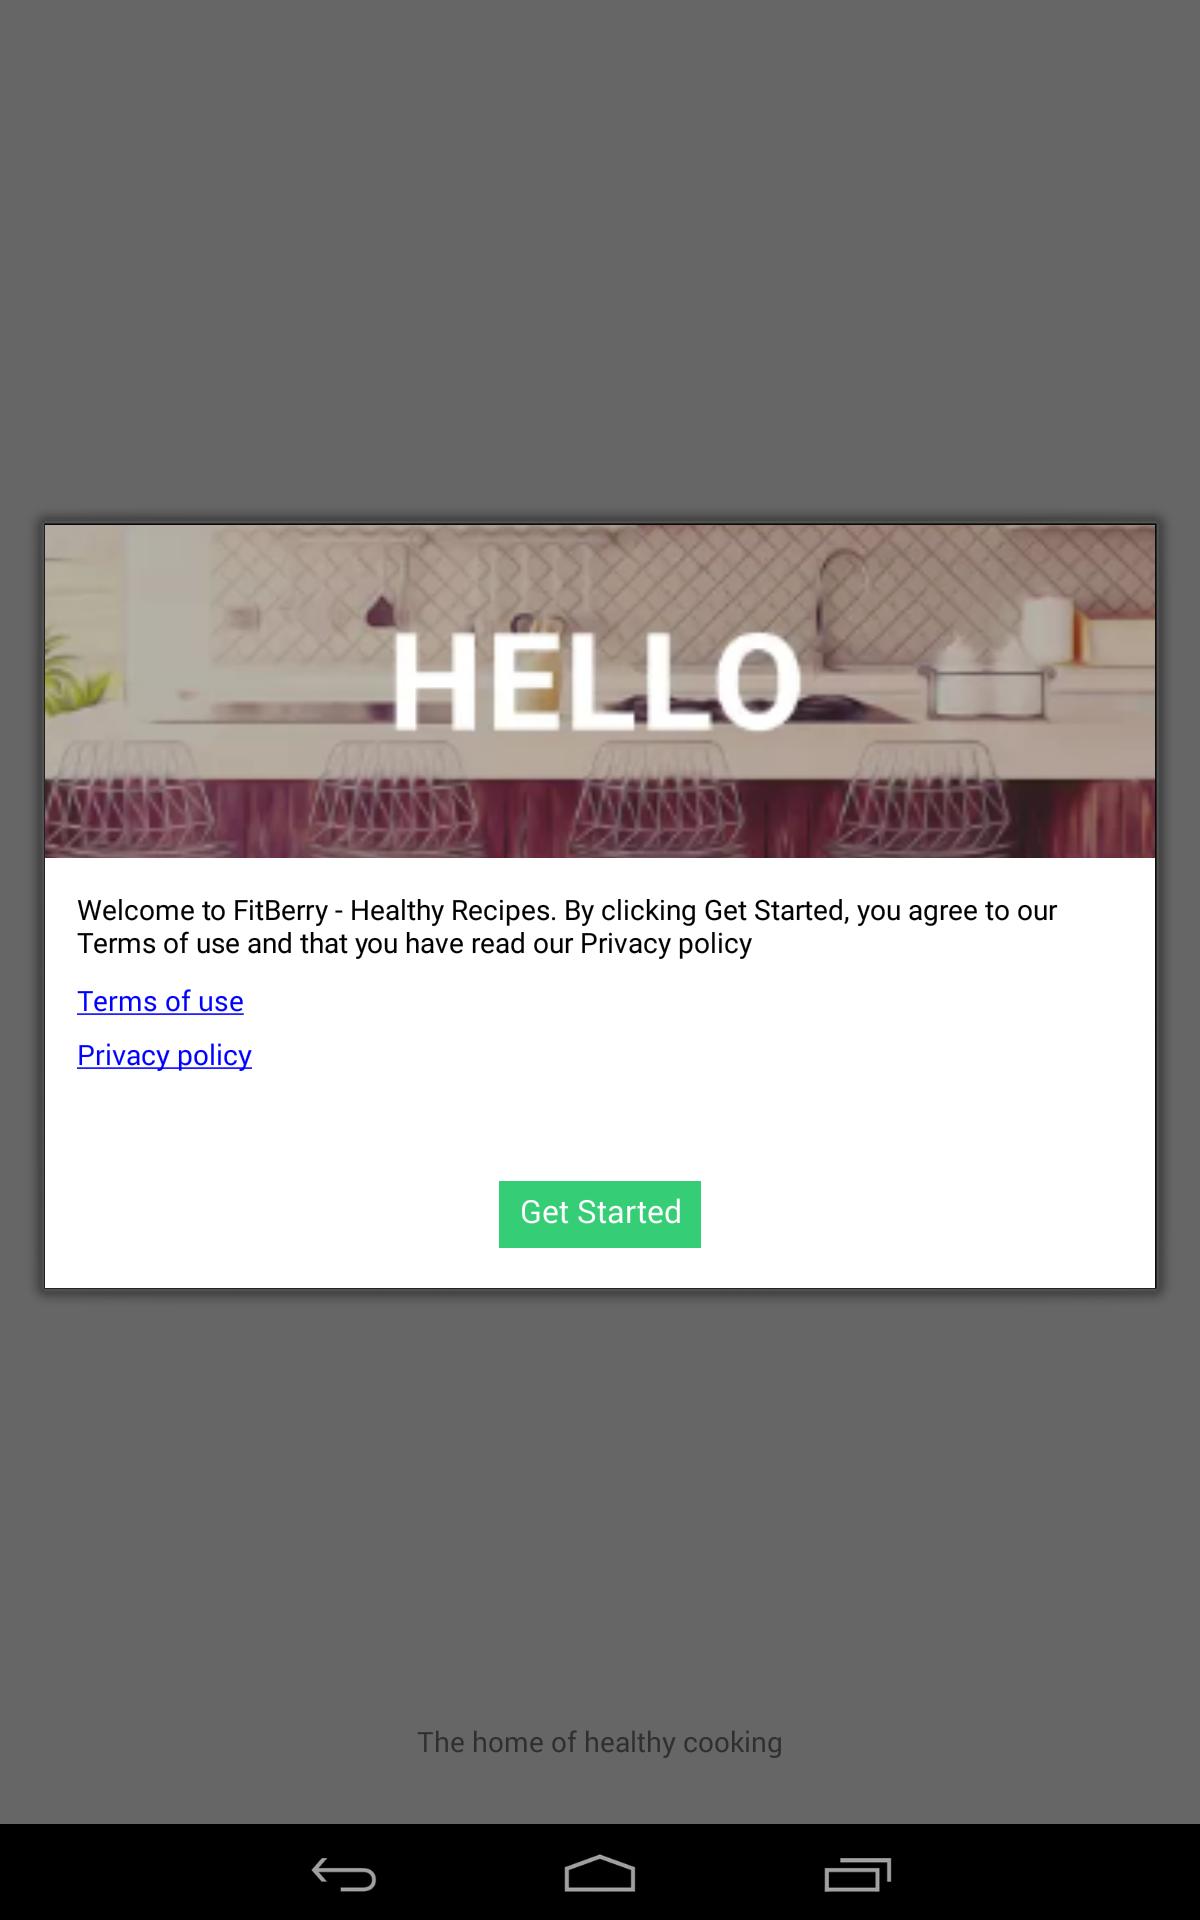 HELLO
Welcome to FitBerry - Healthy Recipes. By clicking Get Started, you agree to our
Terms of use and that you have read our Privacy policy
Terms of use
Privacy policy
Get Started
The home of healthy cooking